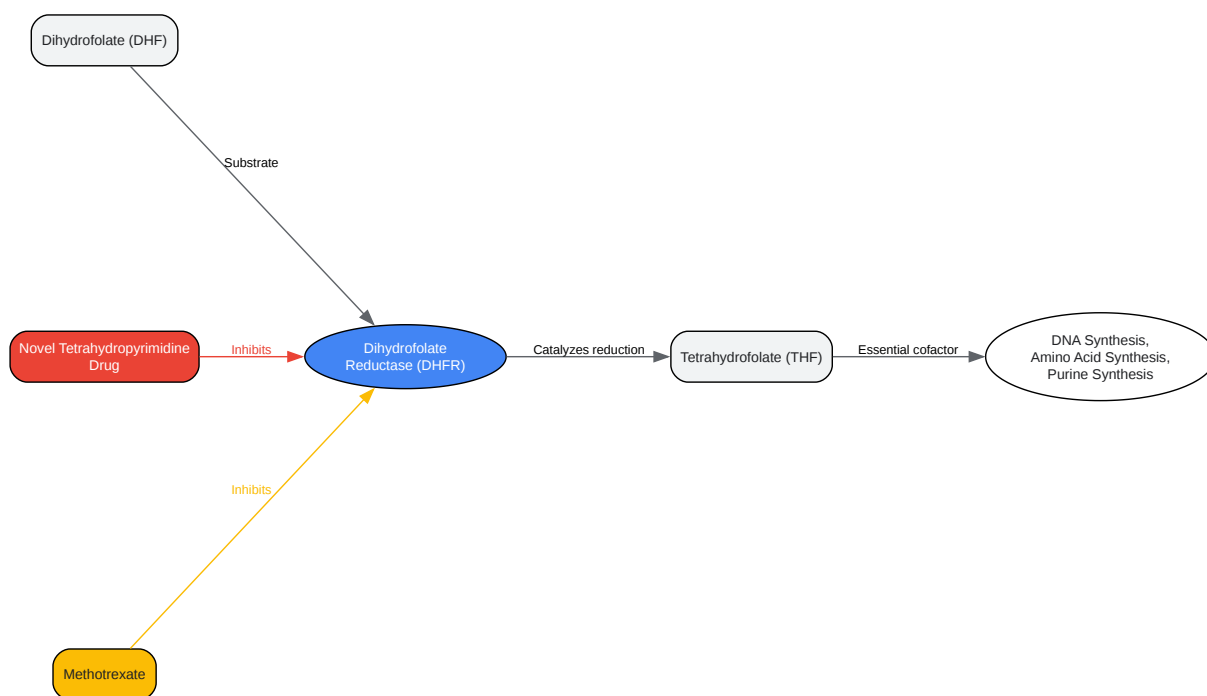 Dihydrofolate (DHF)
Substrate
Novel Tetrahydropyrimidine
Drug
Inhibits
Dihydrofolate
Reductase (DHFR)
Catalyzes reduction
Tetrahydrofolate (THF)
Essential cofactor
DNA Synthesis,
Amino Acid Synthesis,
Purine Synthesis
Inhibits
Methotrexate